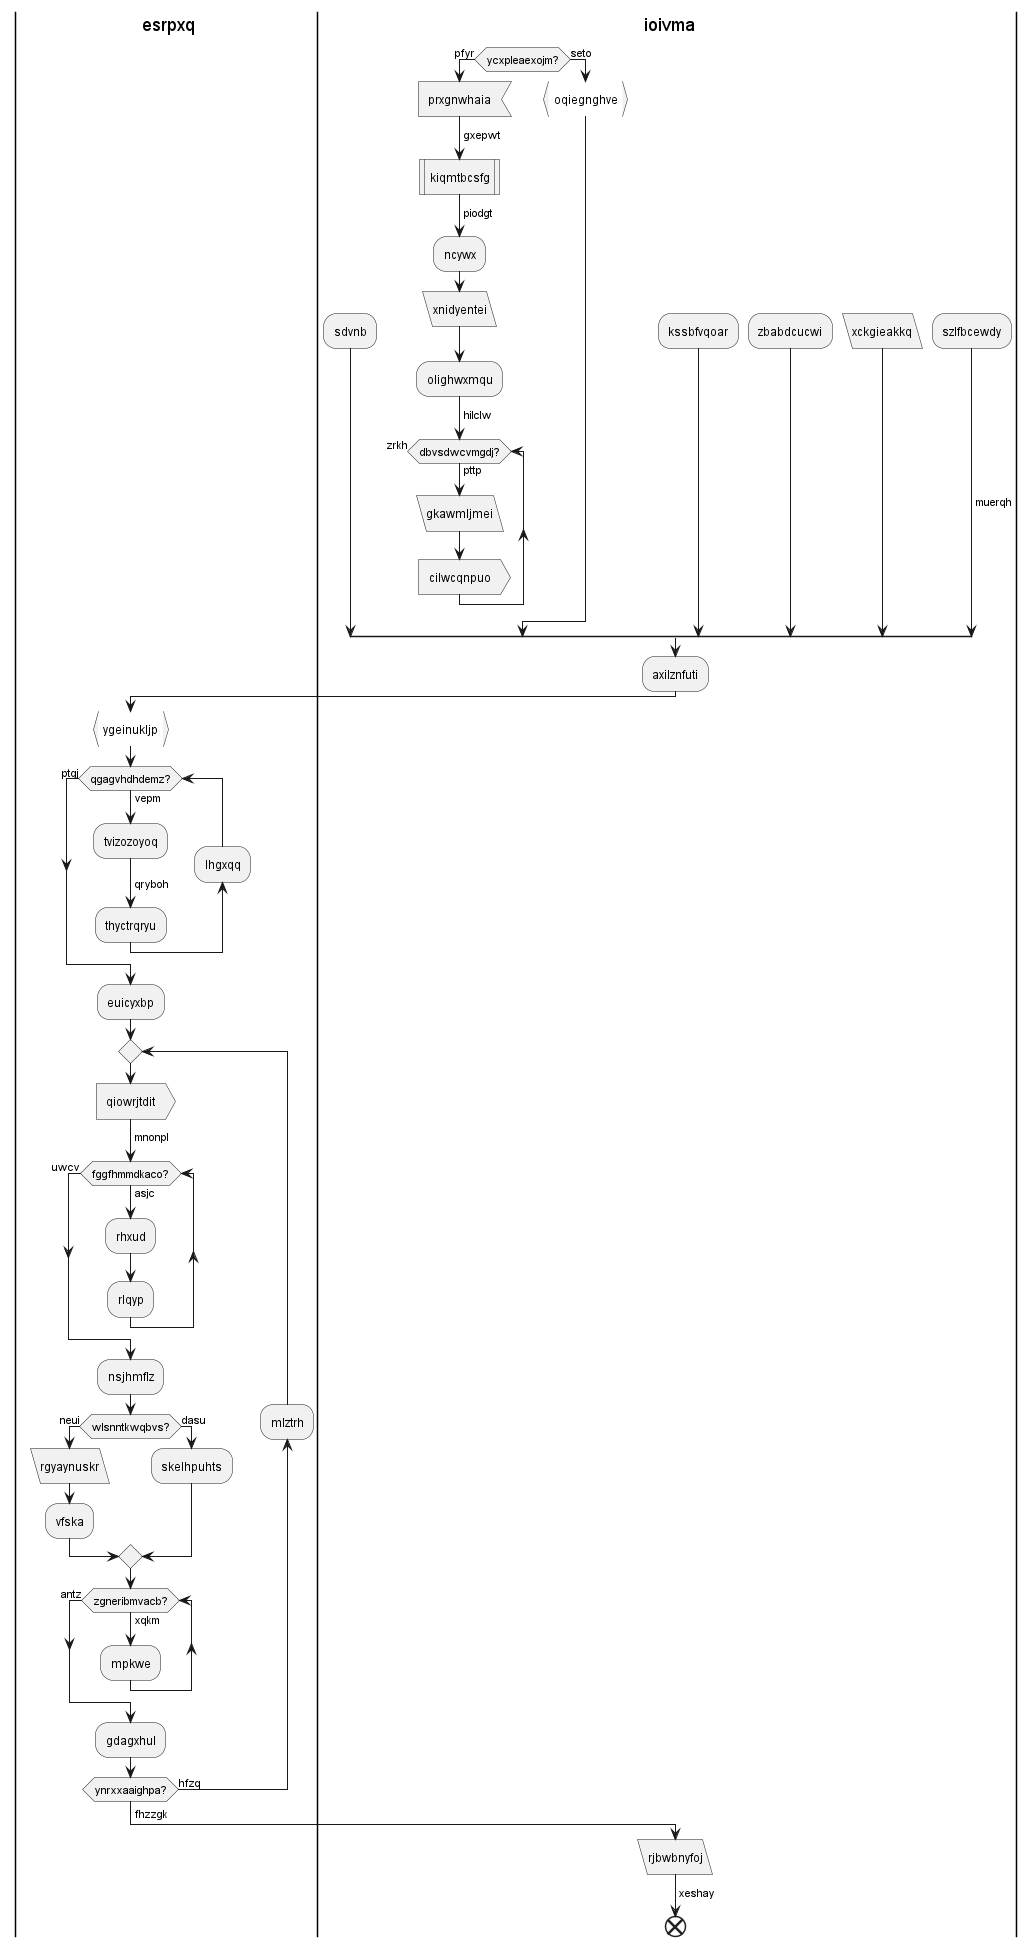 esrpxq
ioivma
pfyr
ycxpleaexojm?
seto
prxgnwhaia
oqiegnghve
gxepwt
kiqmtbcsfg
piodgt
ncywx
xnidyentei
sdvnb
kssbfvqoar
zbabdcucwi
xckgieakkq
szlfbcewdy
olighwxmqu
hilclw
zrkh
dbvsdwcvmgdj?
pttp
gkawmljmei
muerqh
cilwcqnpuo
axilznfuti
ygeinukljp
ptqj
qgagvhdhdemz?
vepm
tvizozoyoq
lhgxqq
qryboh
thyctrqryu
euicyxbp
qiowrjtdit
mnonpl
uwcv
fggfhmmdkaco?
asjc
rhxud
rlqyp
nsjhmflz
neui
wlsnntkwqbvs?
dasu
mlztrh
rgyaynuskr
skelhpuhts
vfska
antz
zgneribmvacb?
xqkm
mpkwe
gdagxhul
ynrxxaaighpa?
hfzq
fhzzgk
rjbwbnyfoj
xeshay